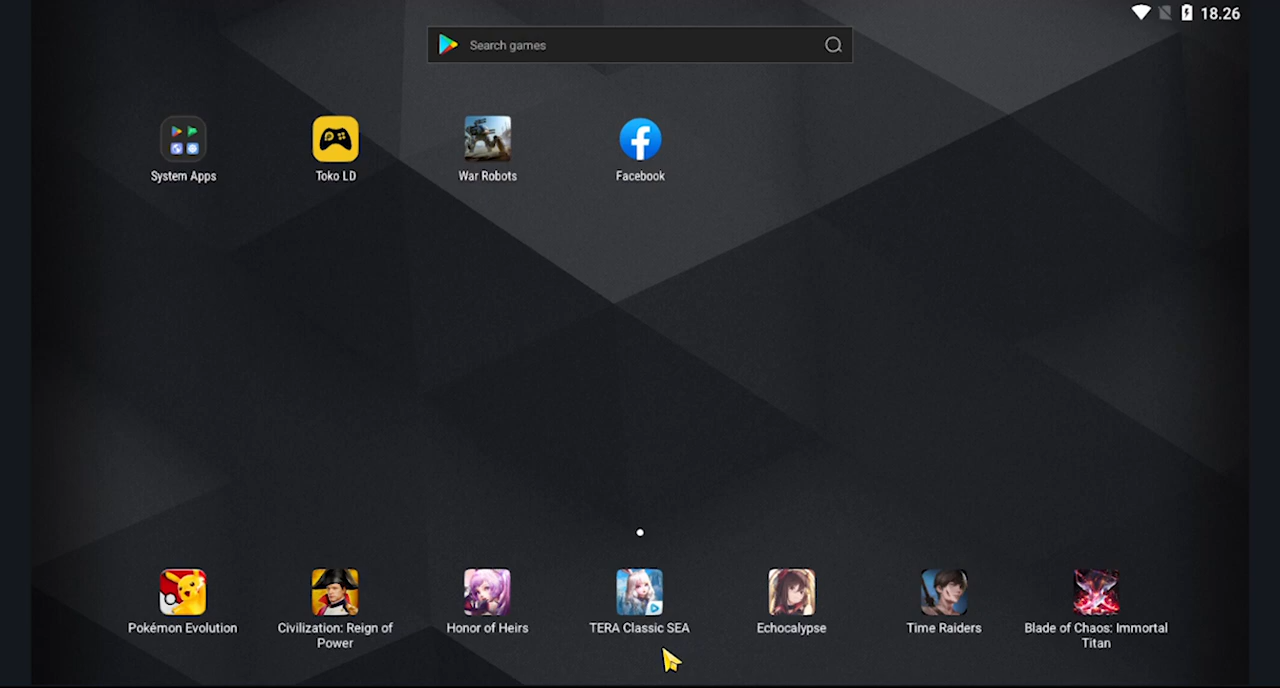 18.26
Search games
System Apps
Toko LD
War Robots
Facebook
Pokémon Evolution
Civilization: Reign of
Power
Honor of Heirs
TERA Classic SEA
Echocalypse
Time Raiders
Blade of Chaos: Immortal
Titan